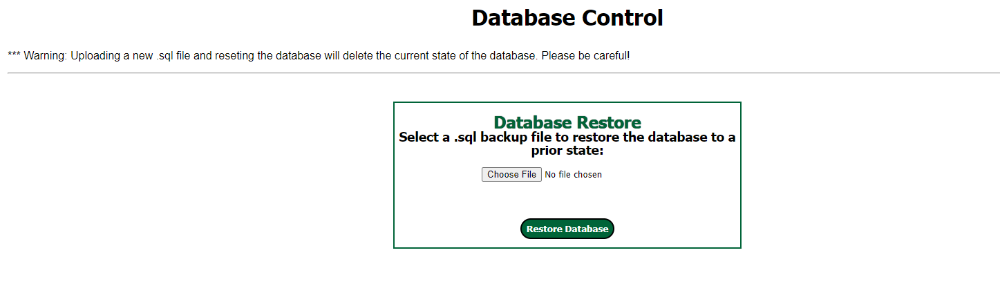 Database Control
*** Warning: Uploading a new .sql file and reseting the database will delete the current state of the database. Please be careful!
Database Restore
Select a .sql backup file to restore the database to a
prior state:
Choose File No file chosen
Restore Database